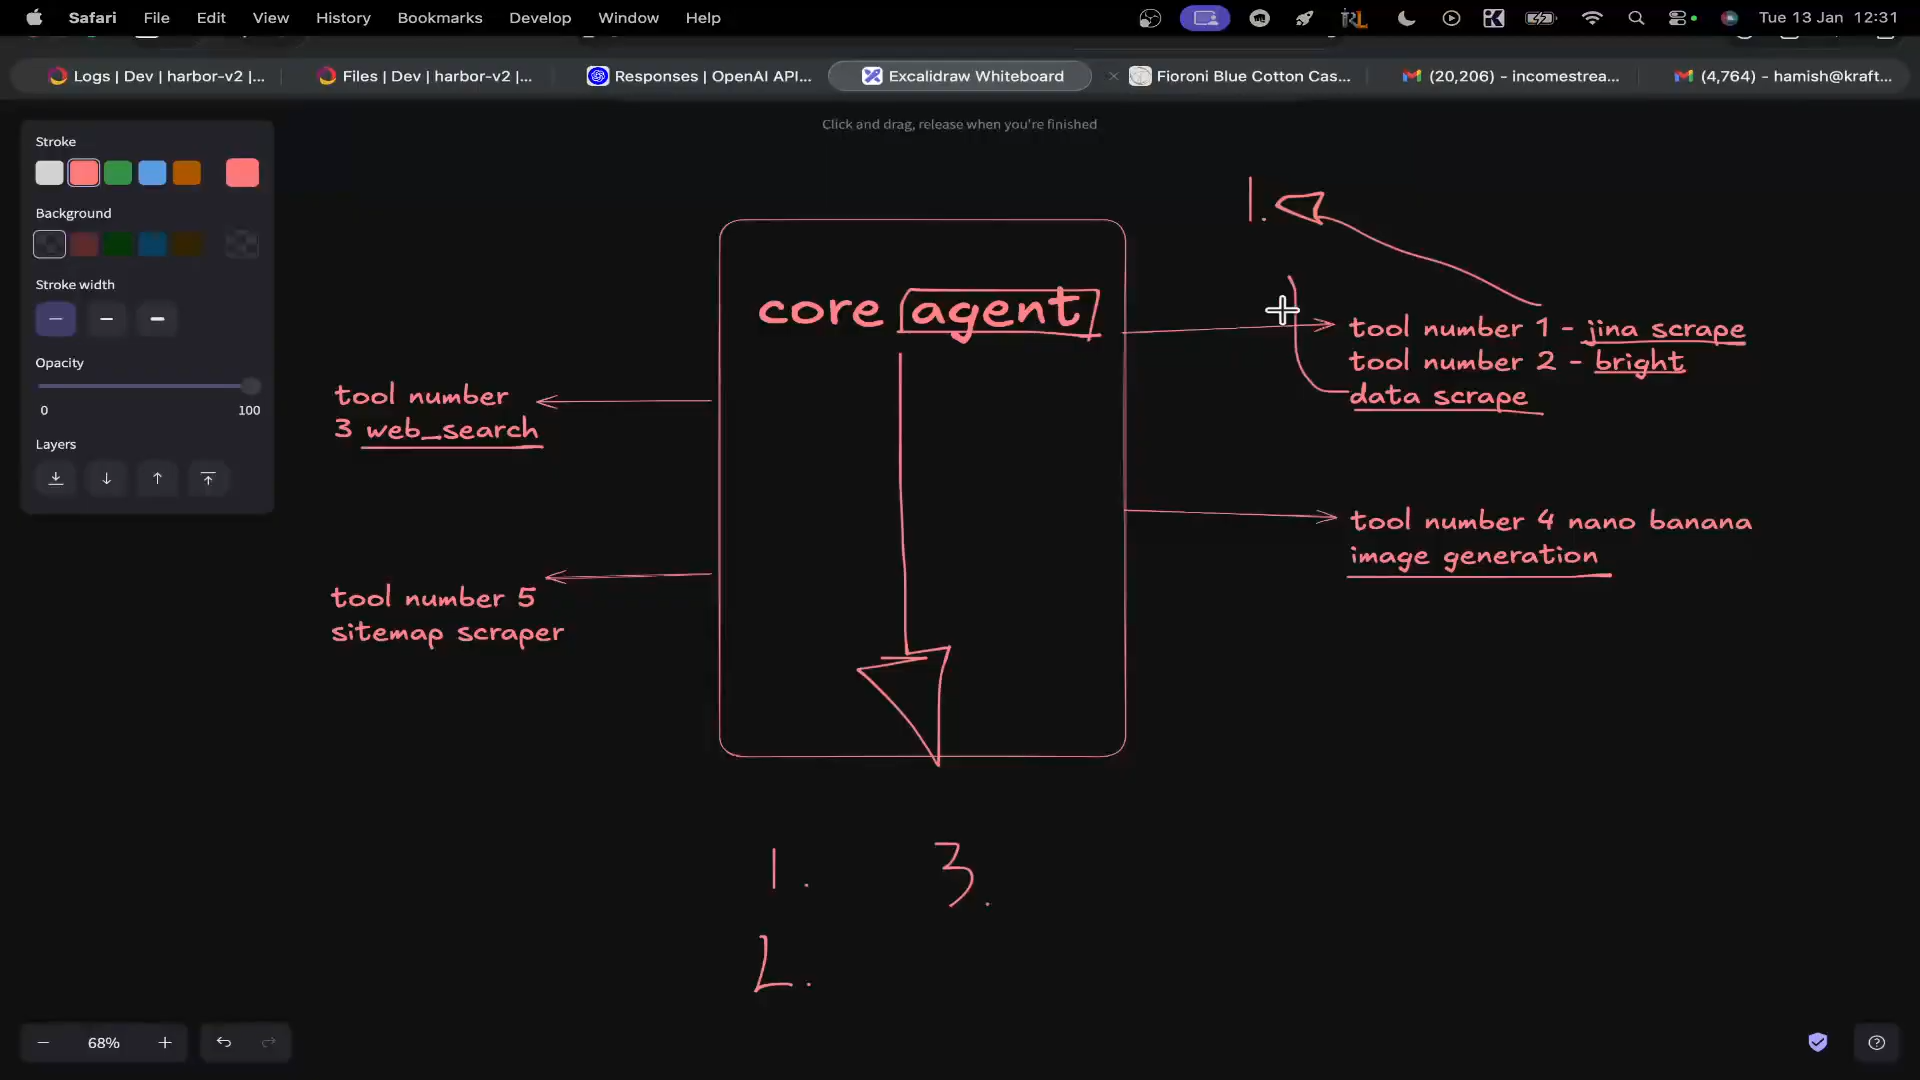 Safari File Edit View History Bookmarks Develop Window Help Tue 13 Jan 12:31
Logs | Dev | harbor-v2 |... Files | Dev | harbor-v2 |... Responses | OpenAI API... Excalidraw Whiteboard Fioroni Blue Cotton Cas... (20,206) – incomestrea... (4,764) – hamish@kraft...
Click and drag, release when you're finished
Stroke
Background
Stroke width
Opacity
0 100
Layers
1.
core agent
tool number 1 - jina scrape
tool number 2 - bright
data scrape
tool number
3 web_search
tool number 4 nano banana
image generation
tool number 5
sitemap scraper
1. 3.
2.
68%